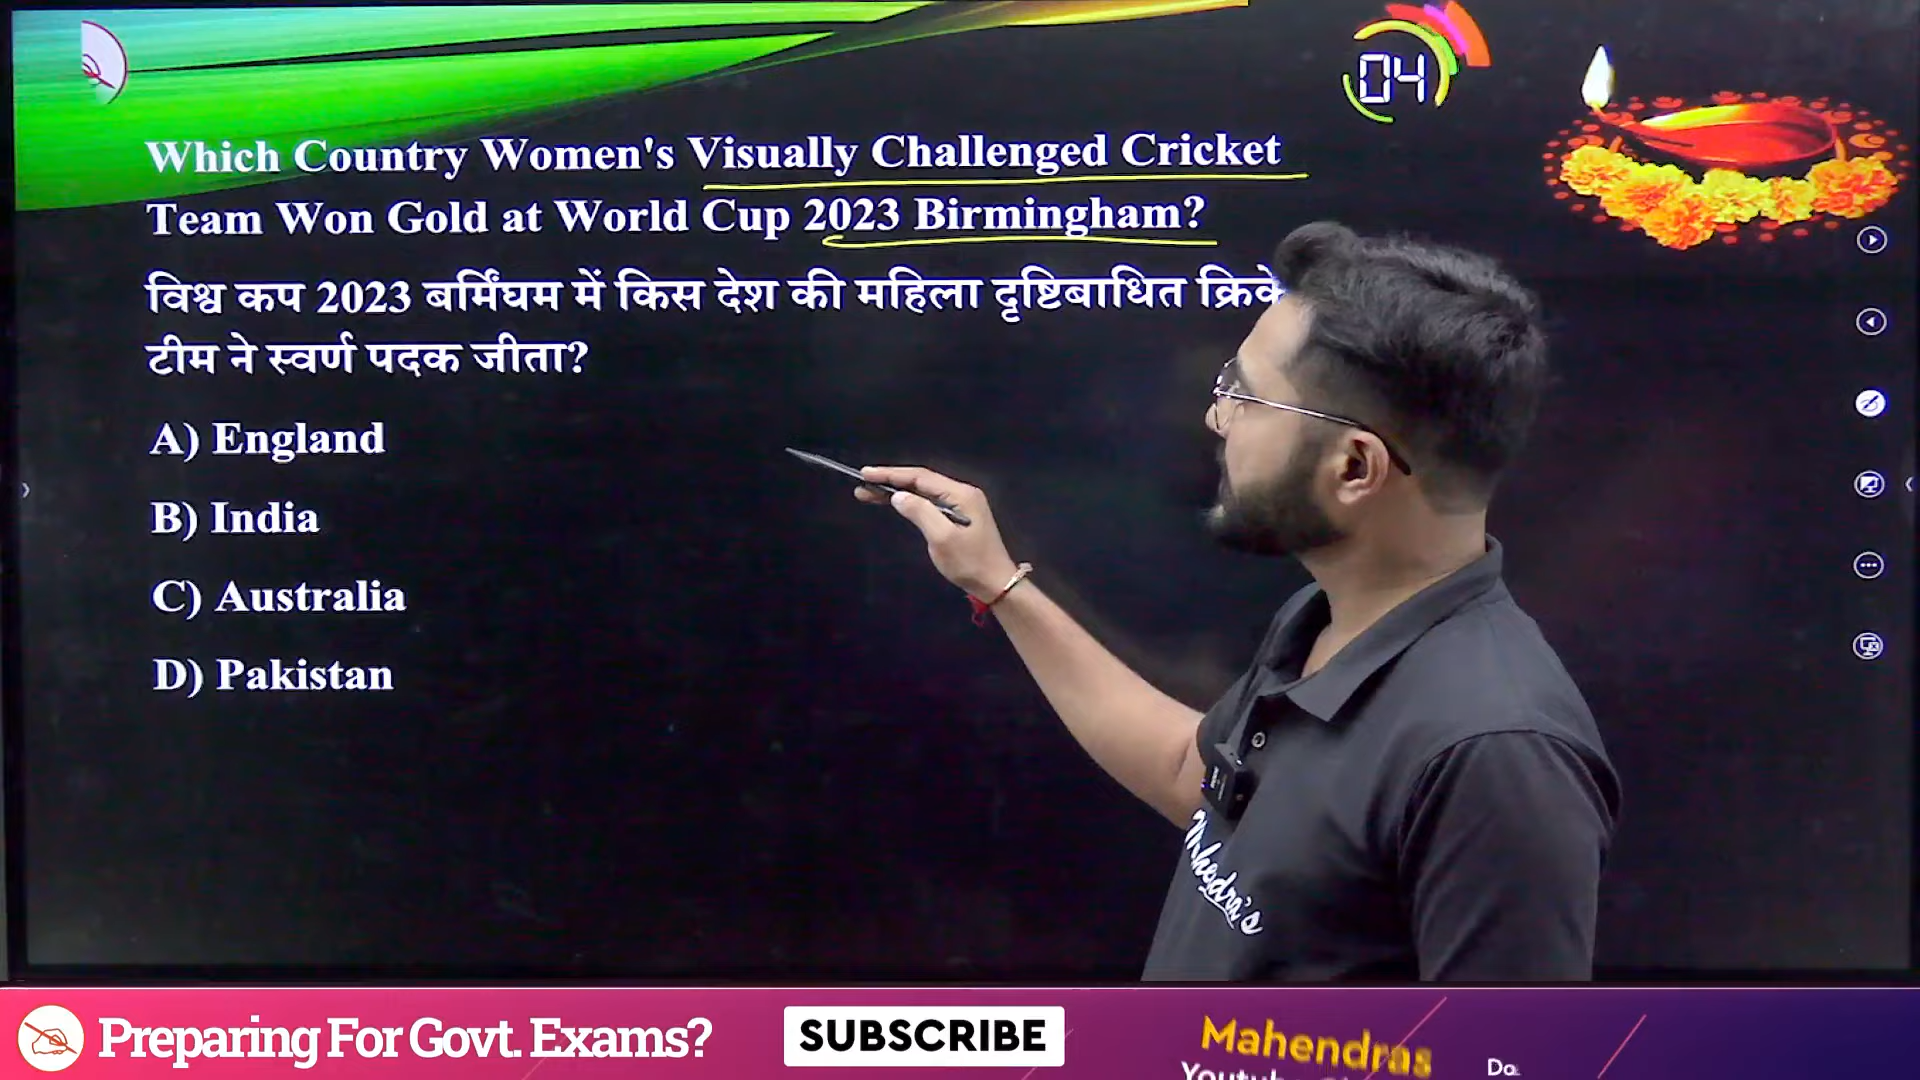 04
Which Country Women's Visually Challenged Cricket
Team Won Gold at World Cup 2023 Birmingham?
विश्व कप 2023 बर्मिंघम में किस देश की महिला दृष्टिबाधित
टीम ने स्वर्ण पदक जीता?
A) England
B) India
C) Australia
D) Pakistan
Mahendra's
Preparing For Govt. Exams?
SUBSCRIBE
Mahendras